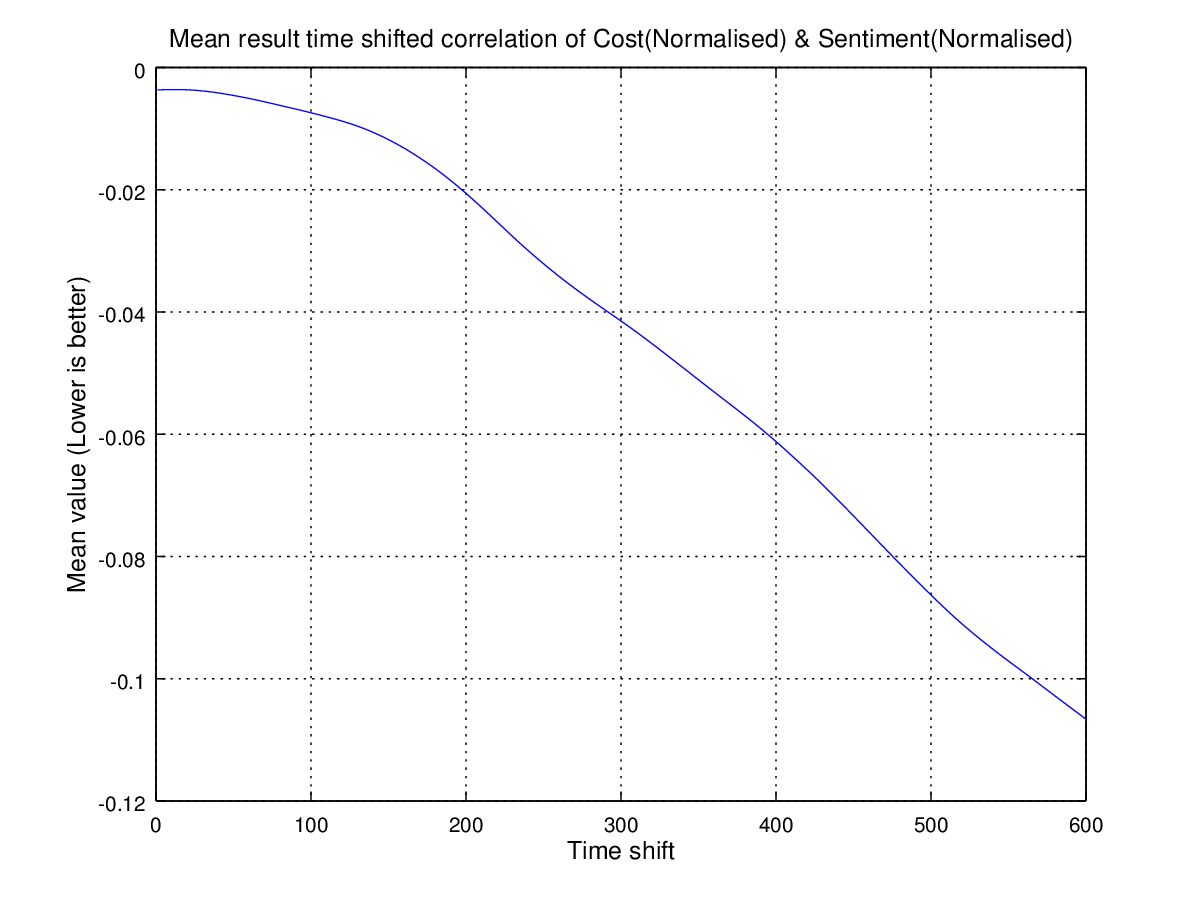 Mean result time shifted correlation of Cost(Normalised) & Sentiment(Normalised)
Mean value (Lower is better)
0
-0.02
-0.04
-0.06
-0.08
-0.1
-0.12
0 100 200 300 400 500 600
Time shift